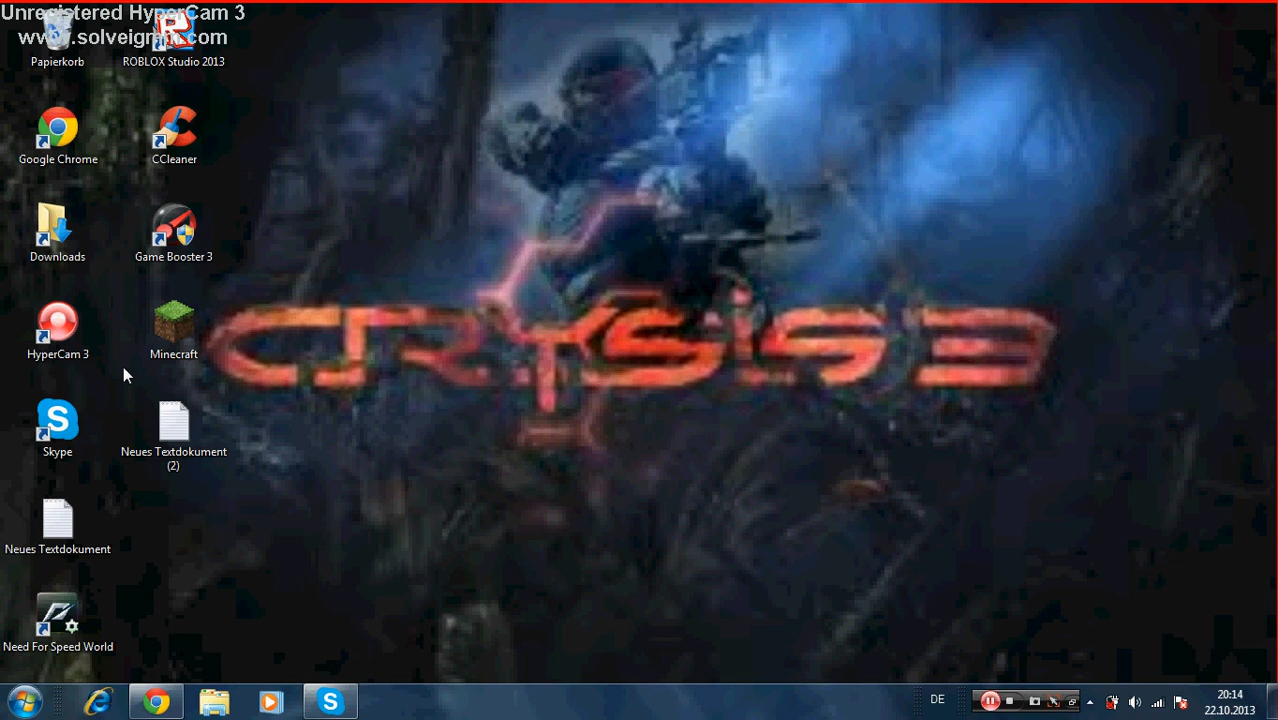 Unregistered HyperCam 3
www.solveigmm.com
Papierkorb
ROBLOX Studio 2013
Google Chrome
CCleaner
Downloads
Game Booster 3
HyperCam 3
Minecraft
Skype
Neues Textdokument
(2)
Neues Textdokument
Need For Speed World
CRYSIS 3
DE
20:14
22.10.2013